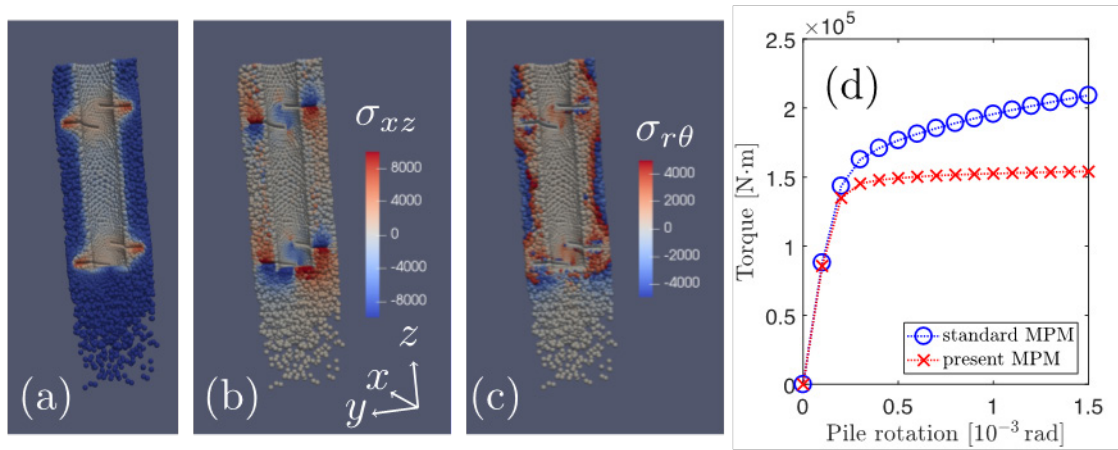 (a)
σxz
8000
4000
0
-4000
-8000
z
x
y
(b)
σrθ
4000
2000
0
-2000
-4000
(c)
×10^5
2.5
2
1.5
1
0.5
0
Torque [N·m]
(d)
standard MPM
present MPM
0
0.5
1
1.5
Pile rotation [10^-3 rad]